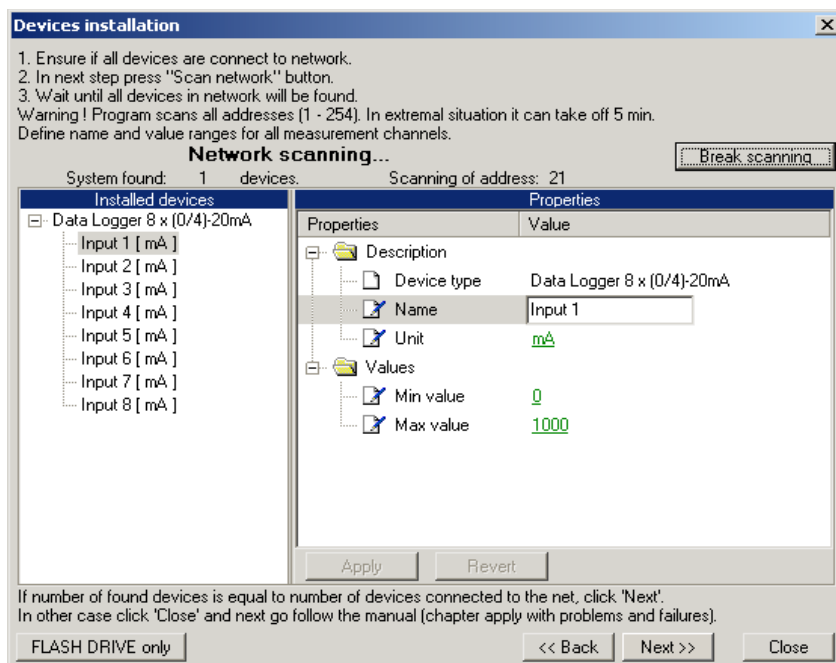 Devices installation
1. Ensure if all devices are connect to network.
2. In next step press "Scan network" button.
3. Wait until all devices in network will be found.
Warning ! Program scans all addresses (1 - 254). In extremal situation it can take off 5 min.
Define name and value ranges for all measurement channels.
Network scanning...
Break scanning
System found: 1 devices. Scanning of address: 21
Installed devices
Data Logger 8 x (0/4)-20mA
Input 1 [ mA ]
Input 2 [ mA ]
Input 3 [ mA ]
Input 4 [ mA ]
Input 5 [ mA ]
Input 6 [ mA ]
Input 7 [ mA ]
Input 8 [ mA ]
Properties
Properties Value
Description
Device type Data Logger 8 x (0/4)-20mA
Name Input 1
Unit mA
Values
Min value 0
Max value 1000
Apply Revert
If number of found devices is equal to number of devices connected to the net, click 'Next'.
In other case click 'Close' and next go follow the manual (chapter apply with problems and failures).
FLASH DRIVE only << Back Next >> Close